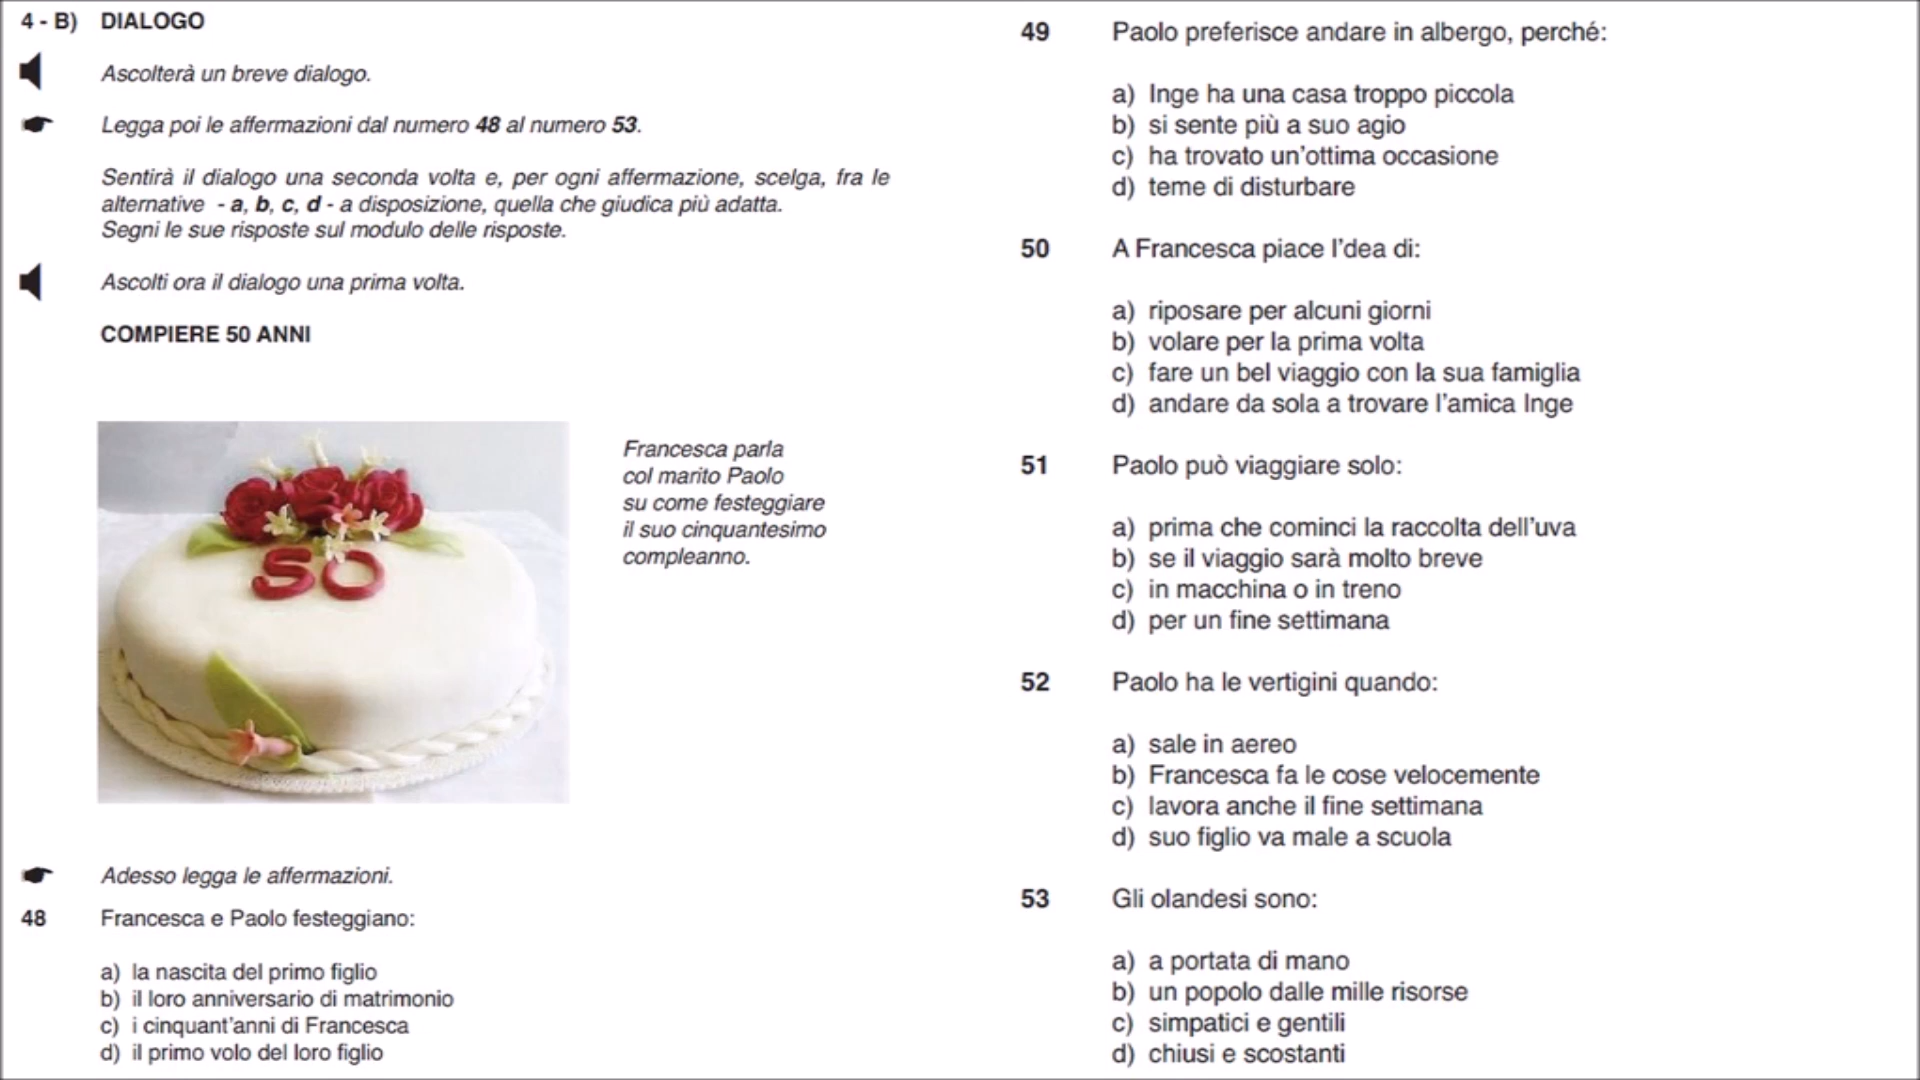 4 - B) DIALOGO
Ascolterà un breve dialogo.
Legga poi le affermazioni dal numero 48 al numero 53.
Sentirà il dialogo una seconda volta e, per ogni affermazione, scelga, fra le
alternative - a, b, c, d - a disposizione, quella che giudica più adatta.
Segni le sue risposte sul modulo delle risposte.
Ascolti ora il dialogo una prima volta.
COMPIERE 50 ANNI
50
Francesca parla
col marito Paolo
su come festeggiare
il suo cinquantesimo
compleanno.
Adesso legga le affermazioni.
48 Francesca e Paolo festeggiano:
a) la nascita del primo figlio
b) il loro anniversario di matrimonio
c) i cinquant'anni di Francesca
d) il primo volo del loro figlio
49 Paolo preferisce andare in albergo, perché:
a) Inge ha una casa troppo piccola
b) si sente più a suo agio
c) ha trovato un'ottima occasione
d) teme di disturbare
50 A Francesca piace l'dea di:
a) riposare per alcuni giorni
b) volare per la prima volta
c) fare un bel viaggio con la sua famiglia
d) andare da sola a trovare l'amica Inge
51 Paolo può viaggiare solo:
a) prima che cominci la raccolta dell'uva
b) se il viaggio sarà molto breve
c) in macchina o in treno
d) per un fine settimana
52 Paolo ha le vertigini quando:
a) sale in aereo
b) Francesca fa le cose velocemente
c) lavora anche il fine settimana
d) suo figlio va male a scuola
53 Gli olandesi sono:
a) a portata di mano
b) un popolo dalle mille risorse
c) simpatici e gentili
d) chiusi e scostanti